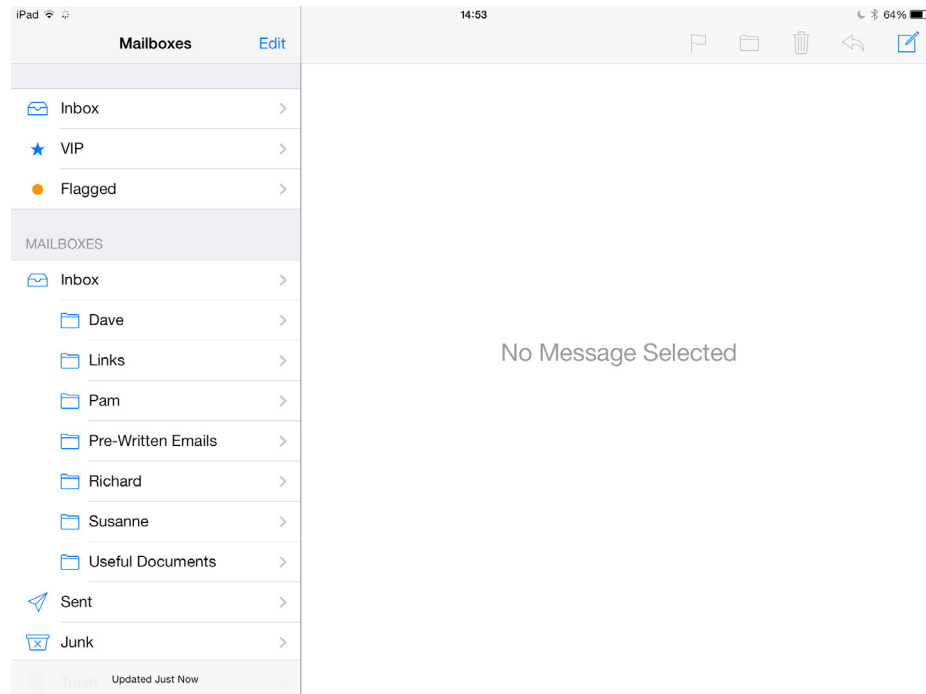 iPad 14:53 64%
Mailboxes Edit
Inbox
VIP
Flagged
MAILBOXES
Inbox
Dave
Links
Pam
Pre-Written Emails
Richard
Susanne
Useful Documents
Sent
Junk
Trash
Updated Just Now
No Message Selected